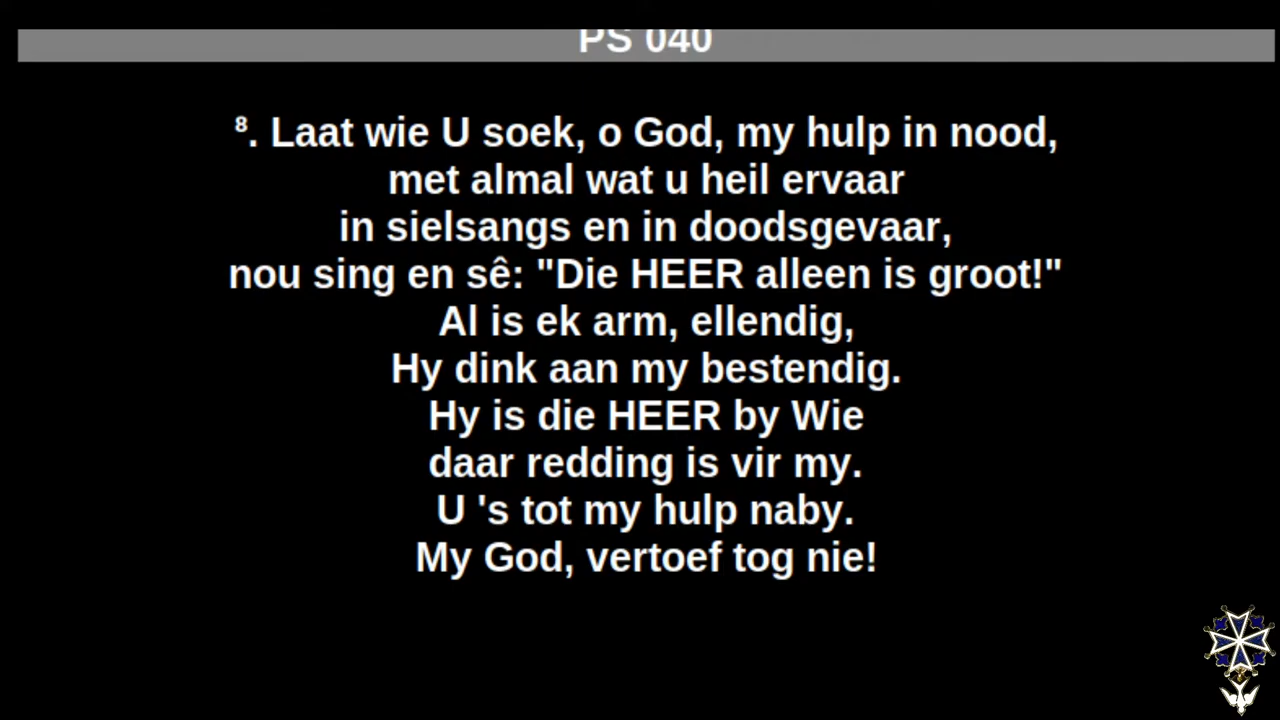 PS 040
⁸. Laat wie U soek, o God, my hulp in nood,
met almal wat u heil ervaar
in sielsangs en in doodsgevaar,
nou sing en sê: "Die HEER alleen is groot!"
Al is ek arm, ellendig,
Hy dink aan my bestendig.
Hy is die HEER by Wie
daar redding is vir my.
U 's tot my hulp naby.
My God, vertoef tog nie!